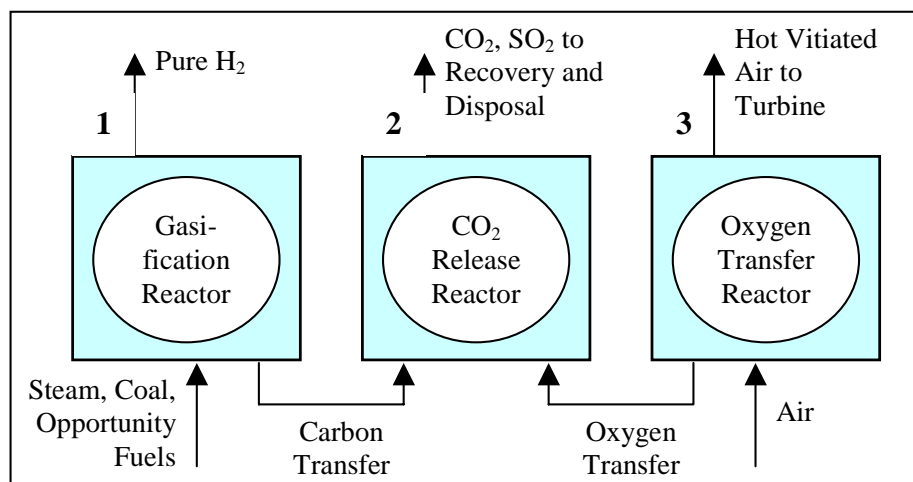 Pure H₂
CO₂, SO₂ to
Recovery and
Disposal
Hot Vitiated
Air to
Turbine
1
2
3
Gasi-
fication
Reactor
CO₂
Release
Reactor
Oxygen
Transfer
Reactor
Steam, Coal,
Opportunity
Fuels
Carbon
Transfer
Oxygen
Transfer
Air